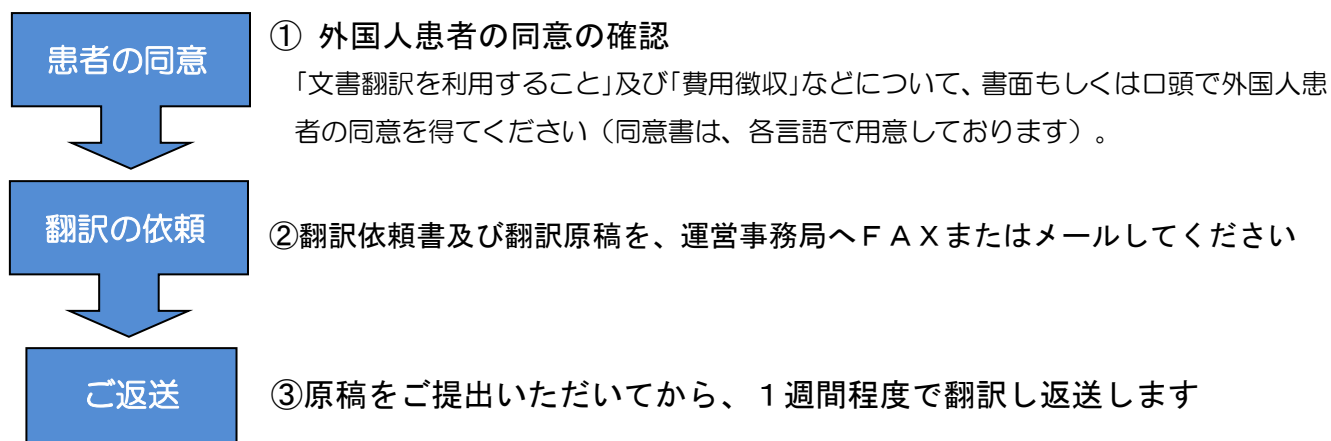 患者の同意
① 外国人患者の同意の確認
「文書翻訳を利用すること」及び「費用徴収」などについて、書面もしくは口頭で外国人患
者の同意を得てください（同意書は、各言語で用意しております）。
翻訳の依頼
②翻訳依頼書及び翻訳原稿を、運営事務局へＦＡＸまたはメールしてください
ご返送
③原稿をご提出いただいてから、１週間程度で翻訳し返送します